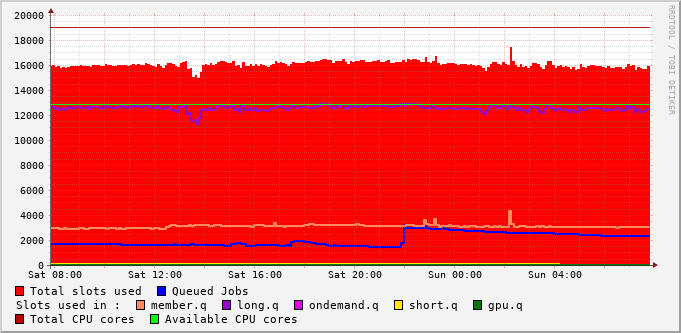 RRDTOOL / TOBI OETIKER
20000
18000
16000
14000
12000
10000
8000
6000
4000
2000
0
Sat 08:00 Sat 12:00 Sat 16:00 Sat 20:00 Sun 00:00 Sun 04:00
Total slots used Queued Jobs
Slots used in : member.q long.q ondemand.q short.q gpu.q
Total CPU cores Available CPU cores